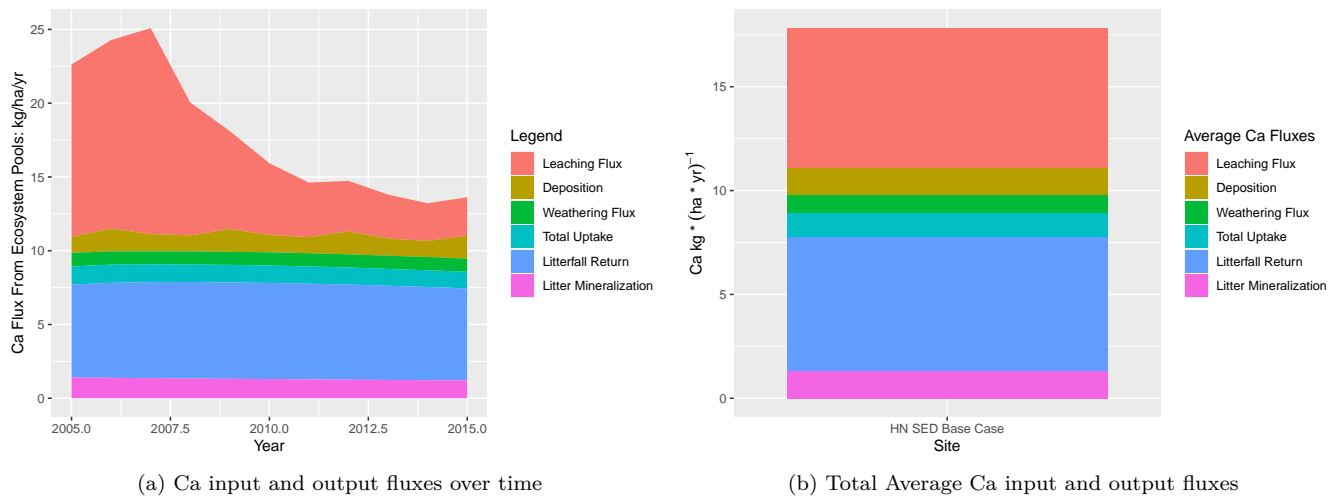 Ca Flux From Ecosystem Pools: kg/ha/yr
25
20
15
10
5
0
2005.0 2007.5 2010.0 2012.5 2015.0
Year
Legend
Leaching Flux
Deposition
Weathering Flux
Total Uptake
Litterfall Return
Litter Mineralization
(a) Ca input and output fluxes over time
Ca kg * (ha * yr)⁻¹
15
10
5
0
HN SED Base Case
Site
Average Ca Fluxes
Leaching Flux
Deposition
Weathering Flux
Total Uptake
Litterfall Return
Litter Mineralization
(b) Total Average Ca input and output fluxes